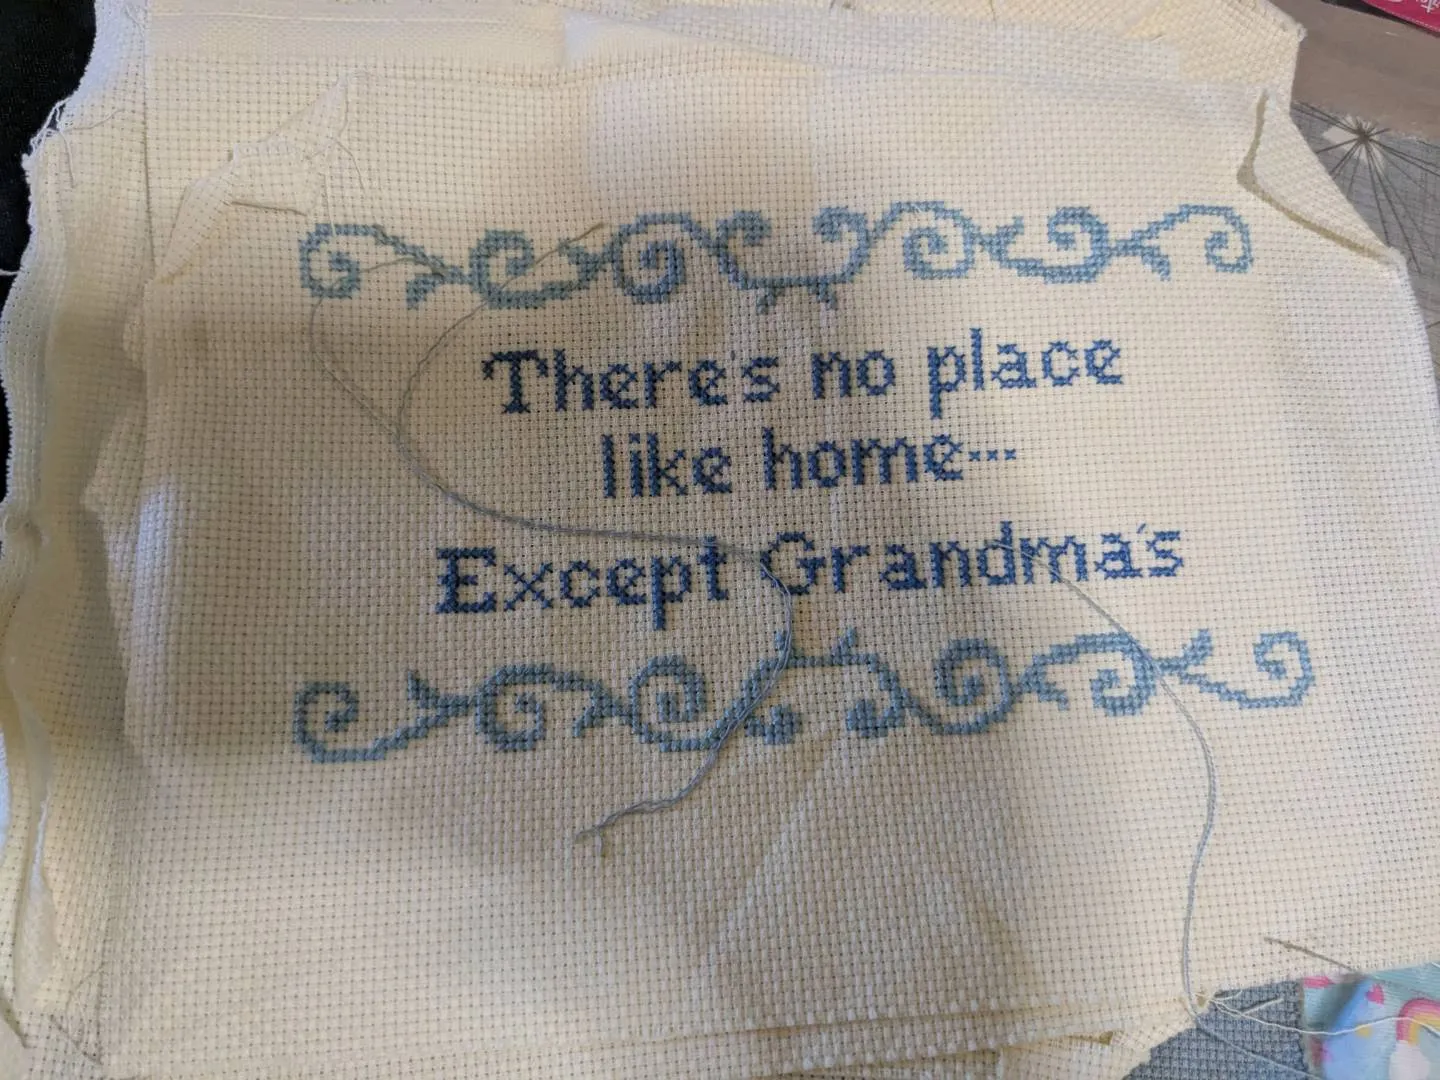 There's no place
like home...
Except Grandma's